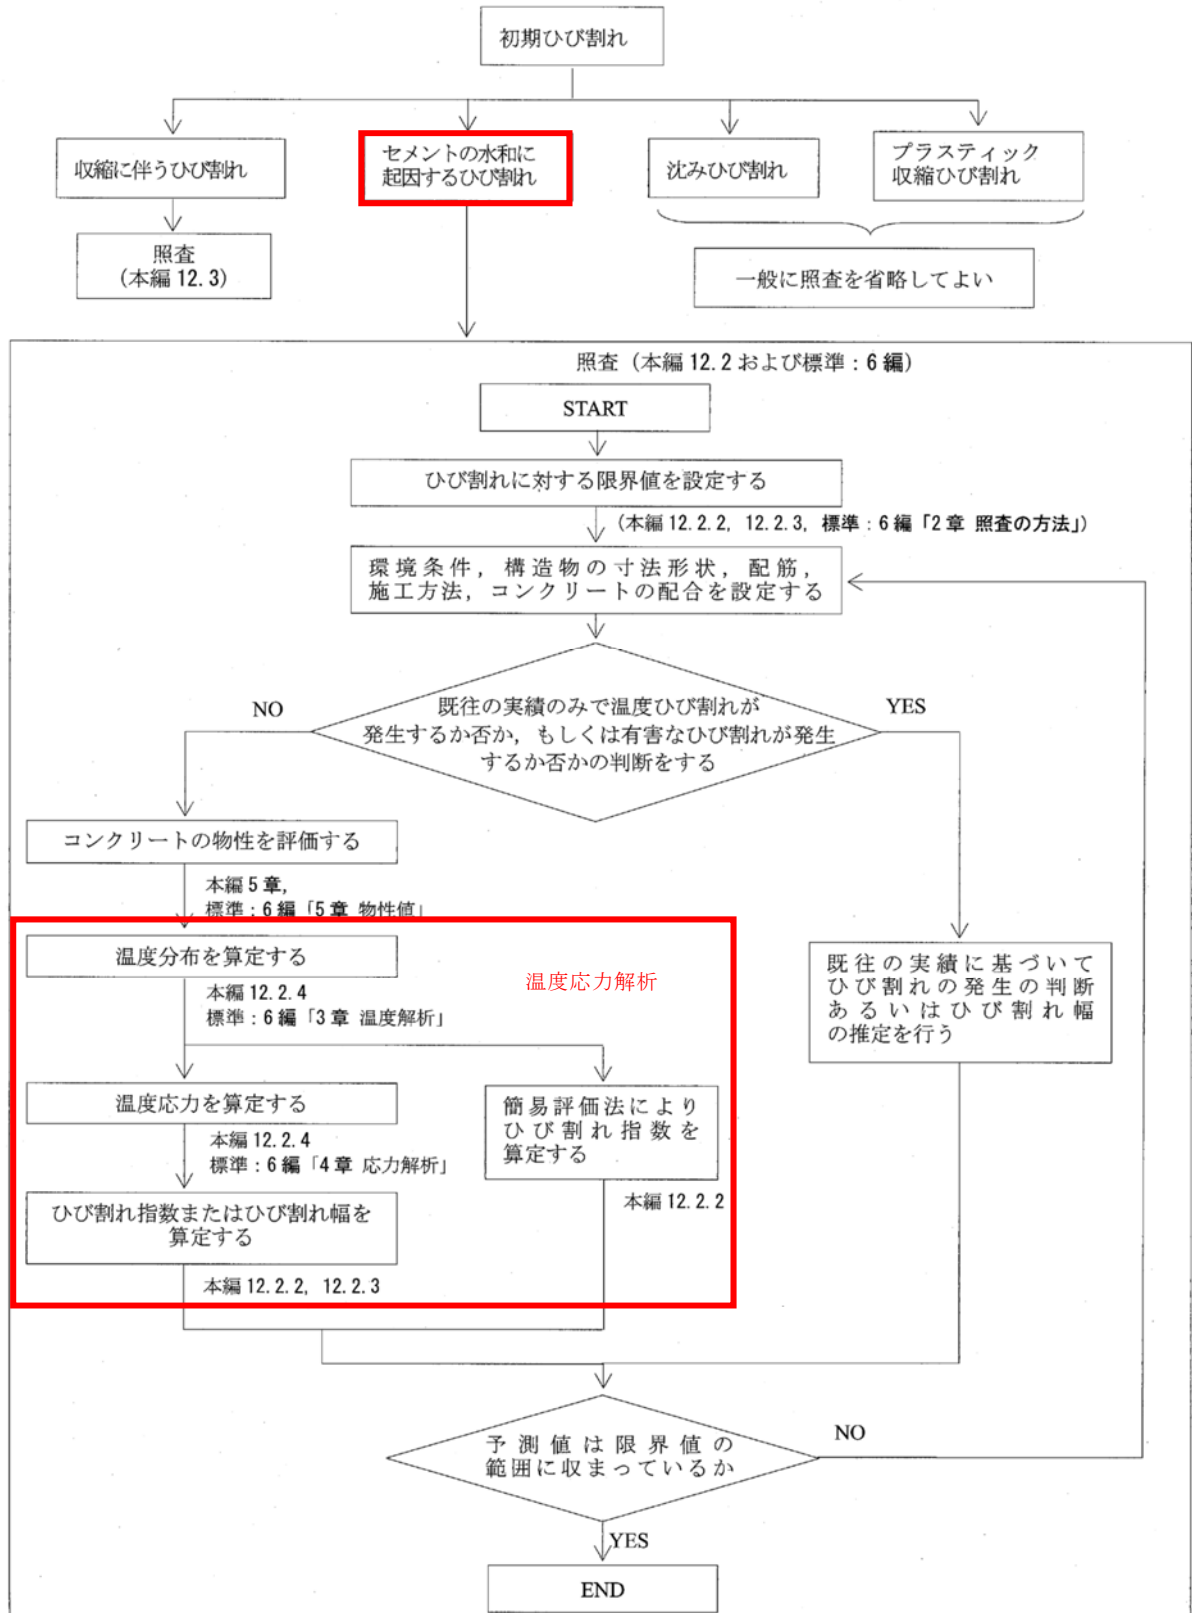 初期ひび割れ
収縮に伴うひび割れ
セメントの水和に
起因するひび割れ
沈みひび割れ
プラスティック
収縮ひび割れ
照査
(本編 12.3)
一般に照査を省略してよい
照査（本編 12.2 および標準：6 編）
START
ひび割れに対する限界値を設定する
(本編 12.2.2, 12.2.3, 標準：6 編「2 章 照査の方法」)
環境条件，構造物の寸法形状，配筋，
施工方法，コンクリートの配合を設定する
既往の実績のみで温度ひび割れが
発生するか否か，もしくは有害なひび割れが発生
するか否かの判断をする
NO
YES
コンクリートの物性を評価する
本編 5 章,
標準：6 編「5 章 物性値」
温度分布を算定する
温度応力解析
本編 12.2.4
標準：6 編「3 章 温度解析」
既往の実績に基づいて
ひび割れの発生の判断
あるいはひび割れ幅
の推定を行う
温度応力を算定する
本編 12.2.4
標準：6 編「4 章 応力解析」
簡易評価法により
ひび割れ指数を
算定する
本編 12.2.2
ひび割れ指数またはひび割れ幅を
算定する
本編 12.2.2, 12.2.3
予測値は限界値の
範囲に収まっているか
NO
YES
END